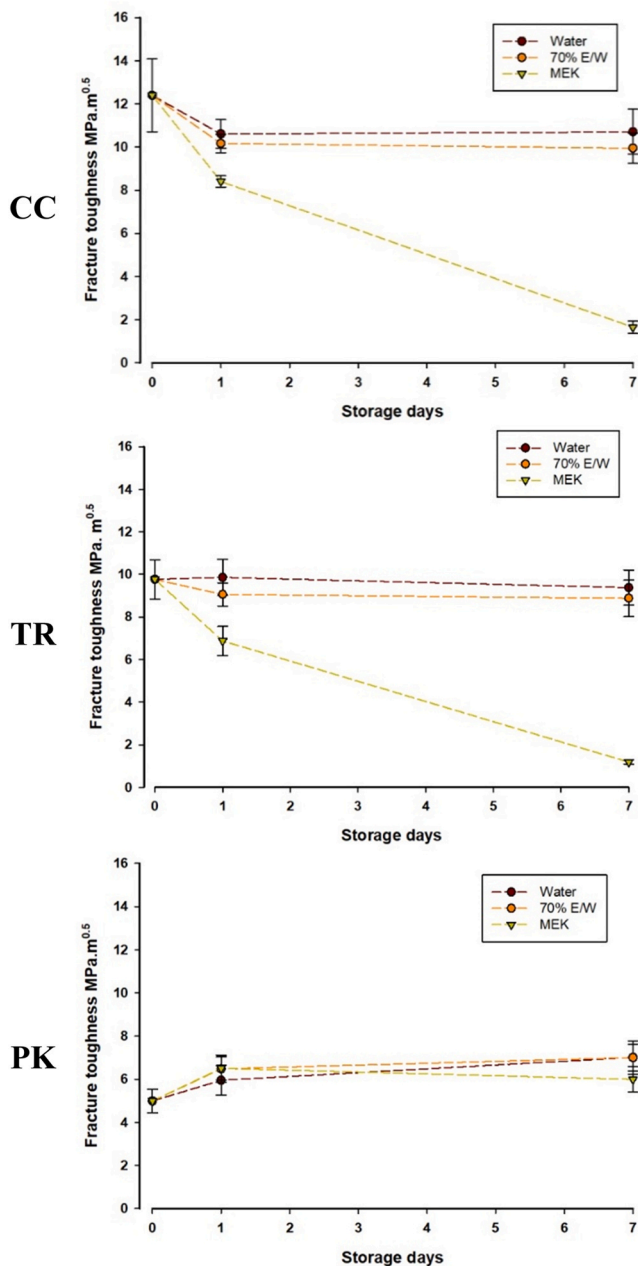 CC
Fracture toughness MPa.m0.5
16
14
12
10
8
6
4
2
0
Water
70% E/W
MEK
0 1 2 3 4 5 6 7
Storage days
TR
Fracture toughness MPa. m0.5
16
14
12
10
8
6
4
2
0
Water
70% E/W
MEK
0 1 2 3 4 5 6 7
Storage days
PK
Fracture toughness MPa.m0.5
16
14
12
10
8
6
4
2
0
Water
70% E/W
MEK
0 1 2 3 4 5 6 7
Storage days